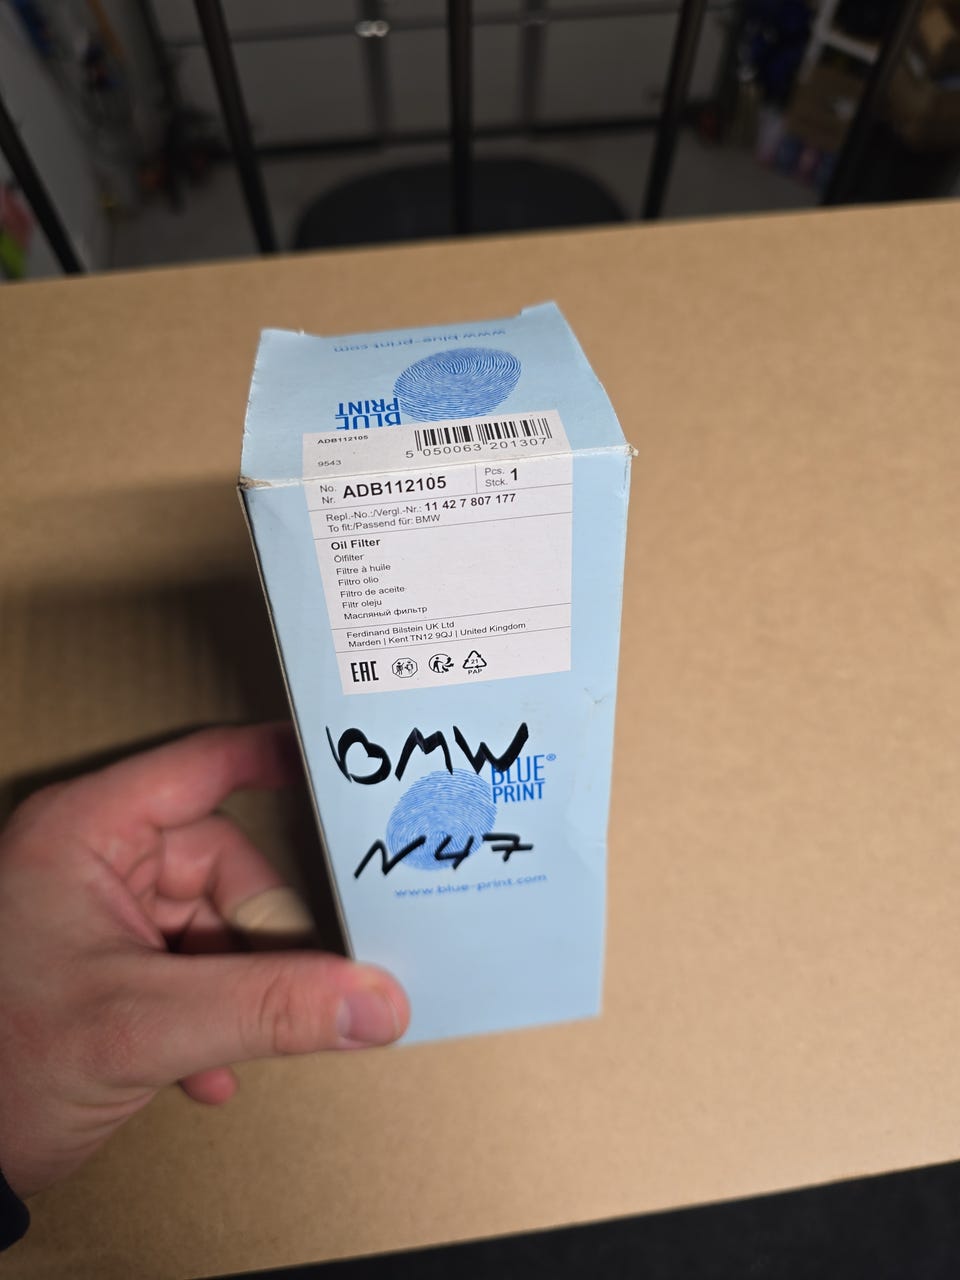 www.blue-print.com
BLUE
PRINT
ADB112105
9543
5 050063 201307
No.
Nr. ADB112105
Pcs.
Stck. 1
Repl.-No.:/Vergl.-Nr.: 11 42 7 807 177
To fit:/Passend für: BMW
Oil Filter
Ölfilter
Filtre à huile
Filtro olio
Filtro de aceite
Filtr oleju
Масляный фильтр
Ferdinand Bilstein UK Ltd
Marden | Kent TN12 9QJ | United Kingdom
EAC
21
PAP
BMW
BLUE®
PRINT
N47
www.blue-print.com